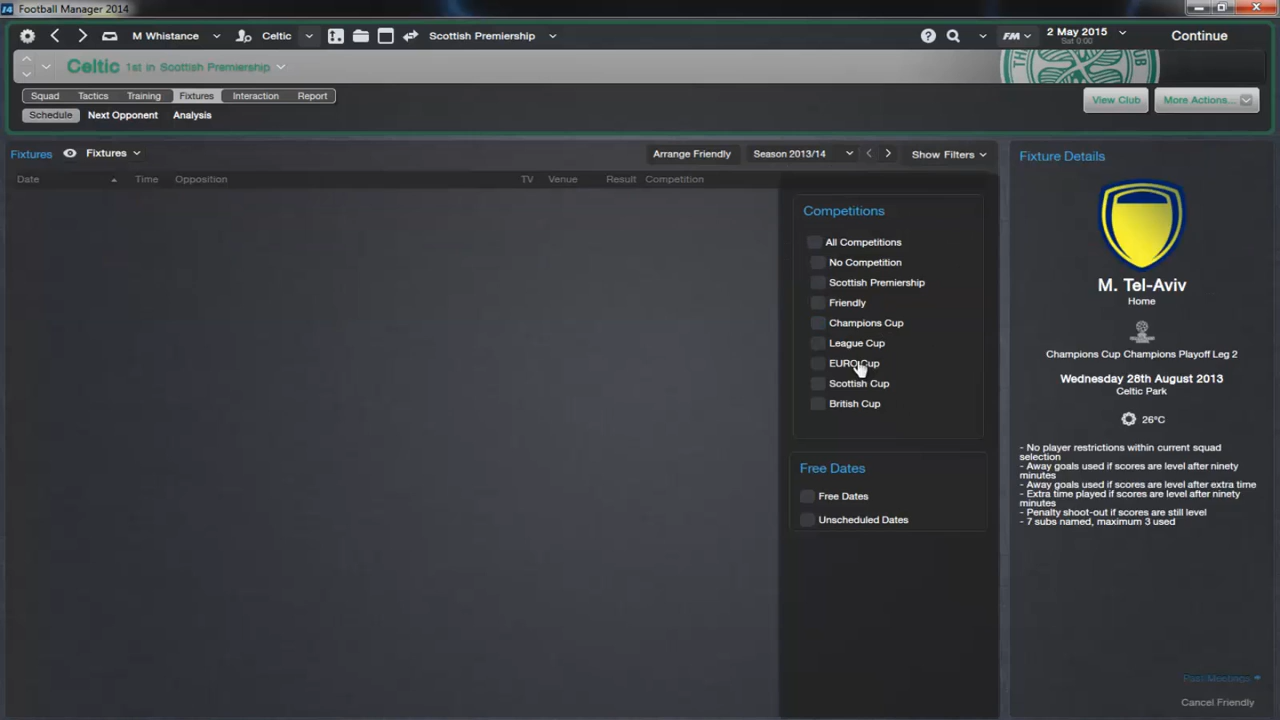 Football Manager 2014
M Whistance
Celtic
Scottish Premiership
FM
2 May 2015
Sat 0:00
Continue
Celtic 1st in Scottish Premiership
Squad Tactics Training Fixtures Interaction Report
View Club More Actions...
Schedule Next Opponent Analysis
Fixtures Fixtures
Arrange Friendly Season 2013/14 Show Filters
Date Time Opposition TV Venue Result Competition
Competitions
All Competitions
No Competition
Scottish Premiership
Friendly
Champions Cup
League Cup
EURO Cup
Scottish Cup
British Cup
Free Dates
Free Dates
Unscheduled Dates
Fixture Details
M. Tel-Aviv
Home
Champions Cup Champions Playoff Leg 2
Wednesday 28th August 2013
Celtic Park
26°C
- No player restrictions within current squad
selection
- Away goals used if scores are level after ninety
minutes
- Away goals used if scores are level after extra time
- Extra time played if scores are level after ninety
minutes
- Penalty shoot-out if scores are still level
- 7 subs named, maximum 3 used
Past Meetings
Cancel Friendly